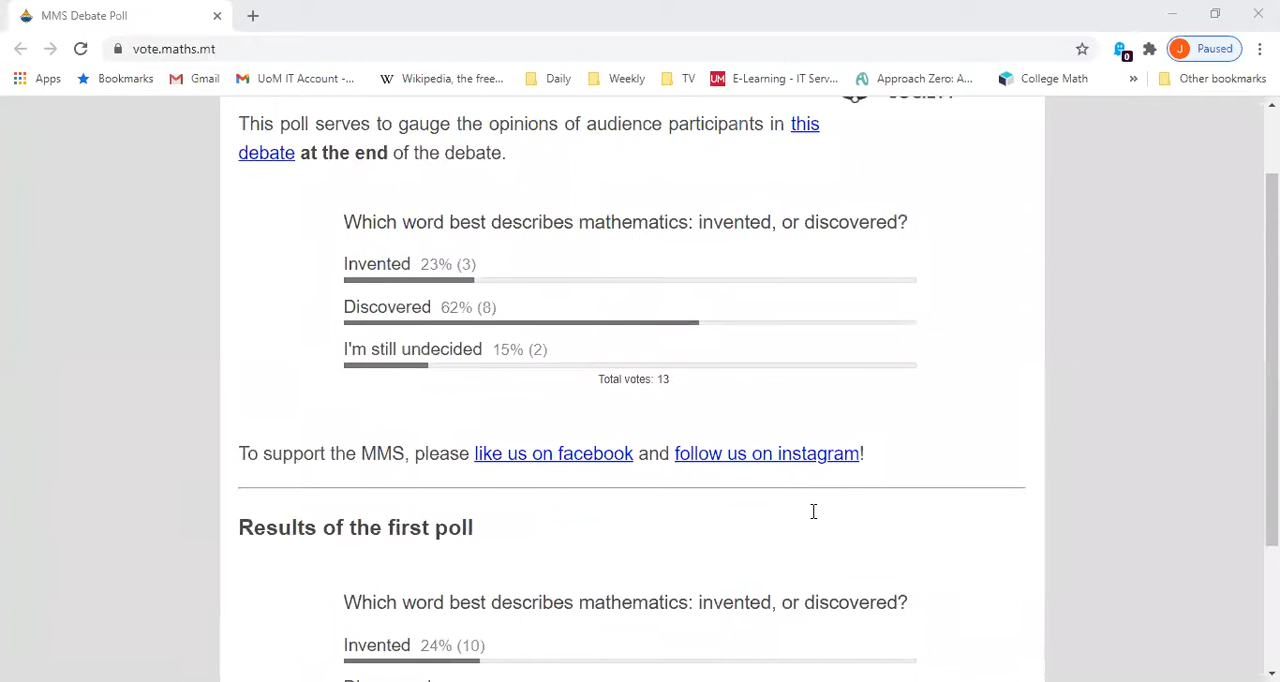 MMS Debate Poll
vote.maths.mt
0
J Paused
Apps Bookmarks Gmail UoM IT Account -... W Wikipedia, the free... Daily Weekly TV UM E-Learning - IT Serv... Approach Zero: A... College Math » Other bookmarks
This poll serves to gauge the opinions of audience participants in this
debate at the end of the debate.
Which word best describes mathematics: invented, or discovered?
Invented 23% (3)
Discovered 62% (8)
I'm still undecided 15% (2)
Total votes: 13
To support the MMS, please like us on facebook and follow us on instagram!
Results of the first poll
Which word best describes mathematics: invented, or discovered?
Invented 24% (10)